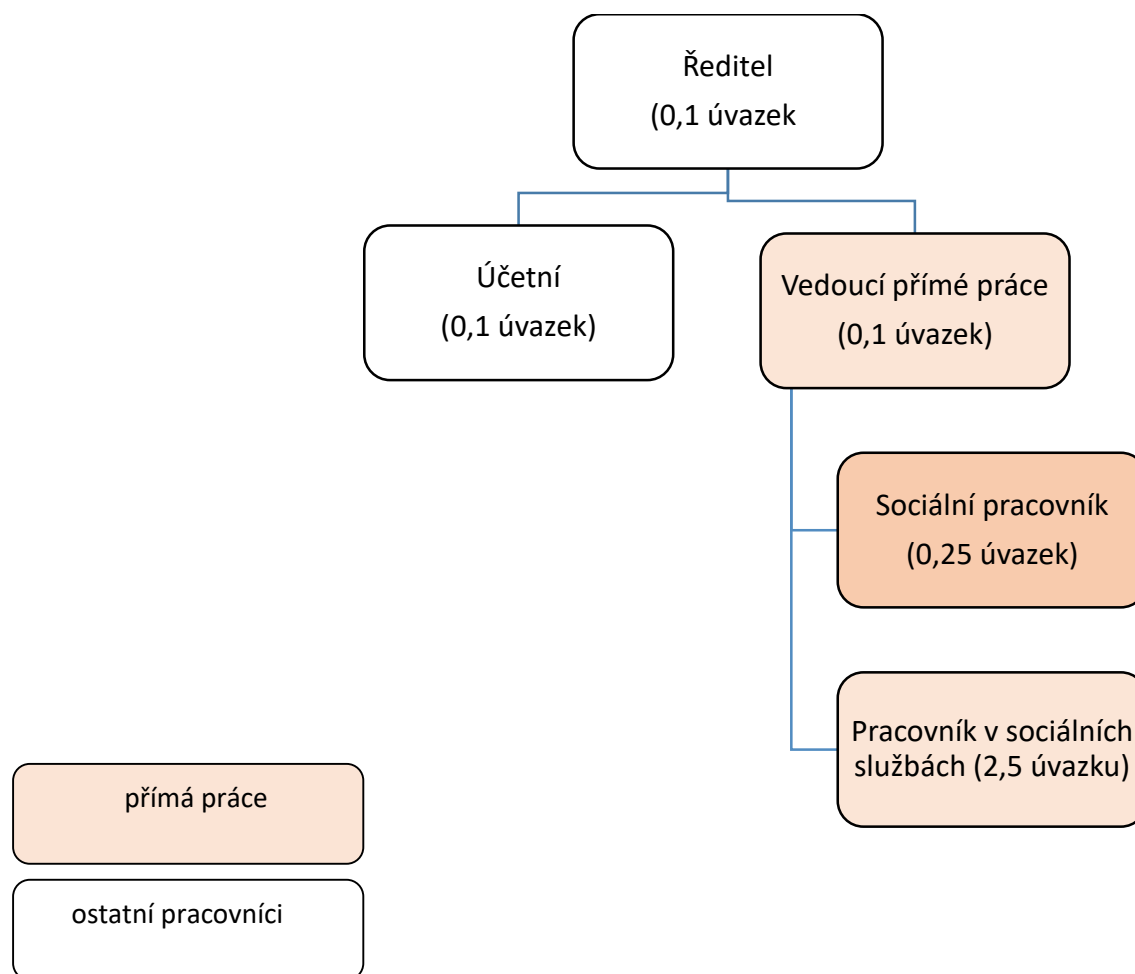 Ředitel
(0,1 úvazek
Účetní
(0,1 úvazek)
Vedoucí přímé práce
(0,1 úvazek)
Sociální pracovník
(0,25 úvazek)
Pracovník v sociálních
službách (2,5 úvazku)
přímá práce
ostatní pracovníci